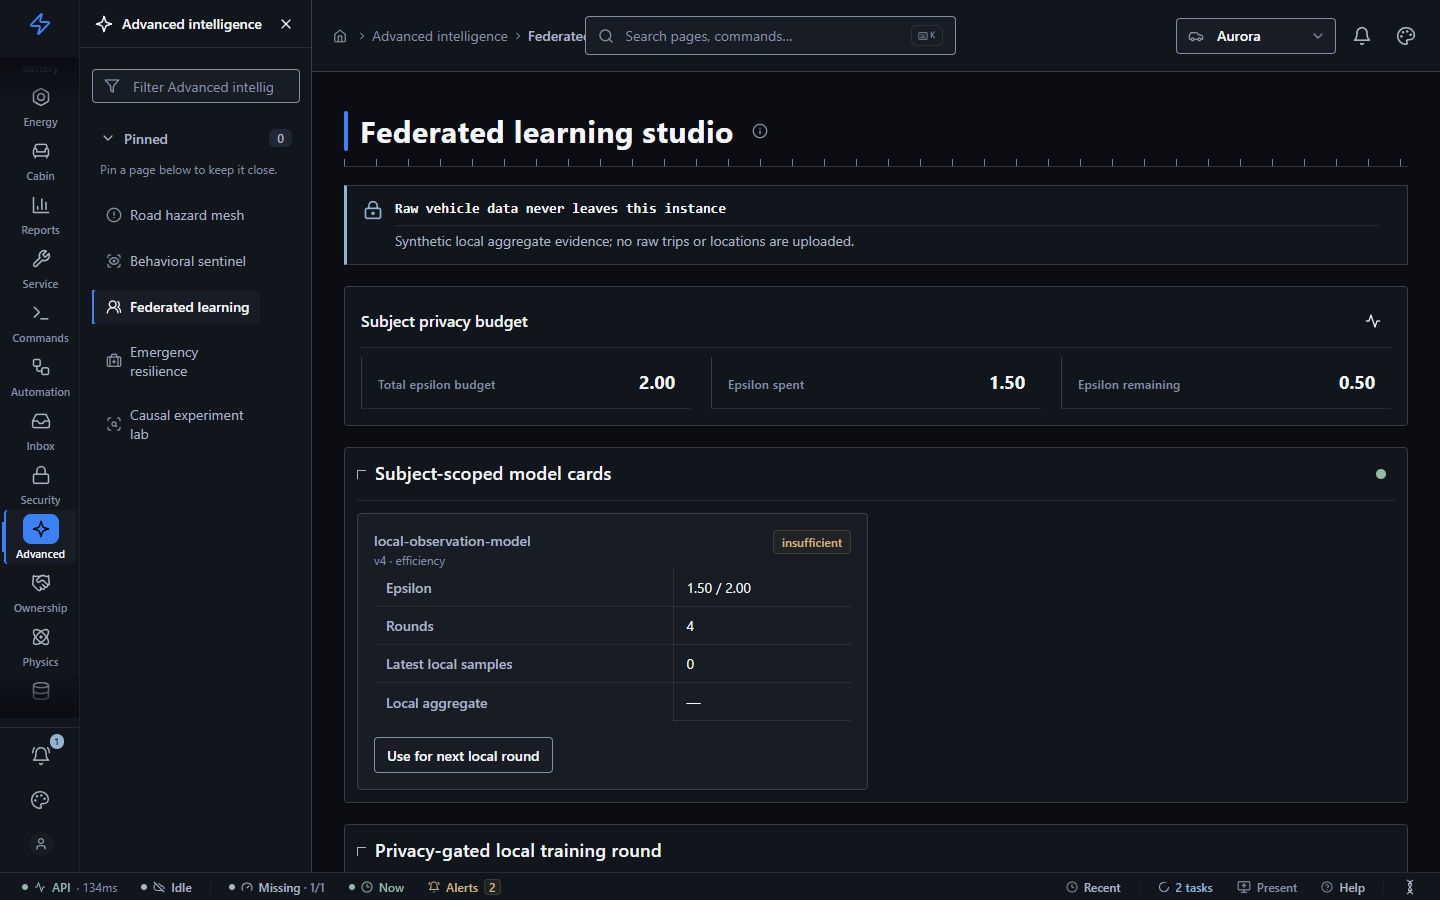 Advanced intelligence
Advanced intelligence
Federated
Search pages, commands...
K
Aurora
Battery
Energy
Cabin
Reports
Service
Commands
Automation
Inbox
Security
Advanced
Ownership
Physics
1
Filter Advanced intellig
Pinned
0
Pin a page below to keep it close.
Road hazard mesh
Behavioral sentinel
Federated learning
Emergency
resilience
Causal experiment
lab
Federated learning studio
Raw vehicle data never leaves this instance
Synthetic local aggregate evidence; no raw trips or locations are uploaded.
Subject privacy budget
Total epsilon budget 2.00
Epsilon spent 1.50
Epsilon remaining 0.50
Subject-scoped model cards
local-observation-model
insufficient
v4 · efficiency
Epsilon 1.50 / 2.00
Rounds 4
Latest local samples 0
Local aggregate —
Use for next local round
Privacy-gated local training round
API · 134ms
Idle
Missing · 1/1
Now
Alerts 2
Recent
2 tasks
Present
Help